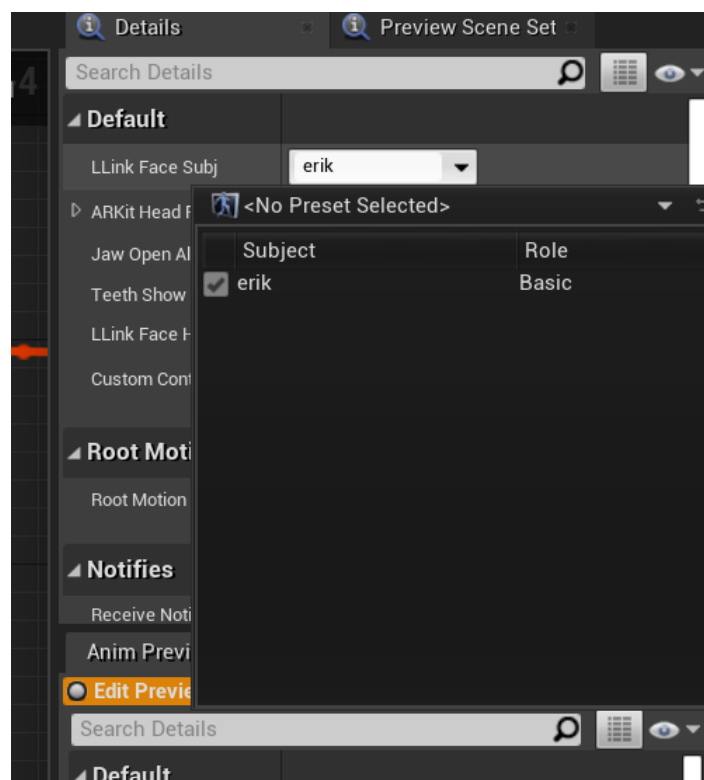 Details
Preview Scene Set
4
Search Details
Default
LLink Face Subj
erik
ARKit Head
<No Preset Selected>
Subject Role
erik Basic
Jaw Open Al
Teeth Show
LLink Face H
Custom Cont
Root Moti
Root Motion
Notifies
Receive Noti
Anim Previ
Edit Previe
Search Details
Default